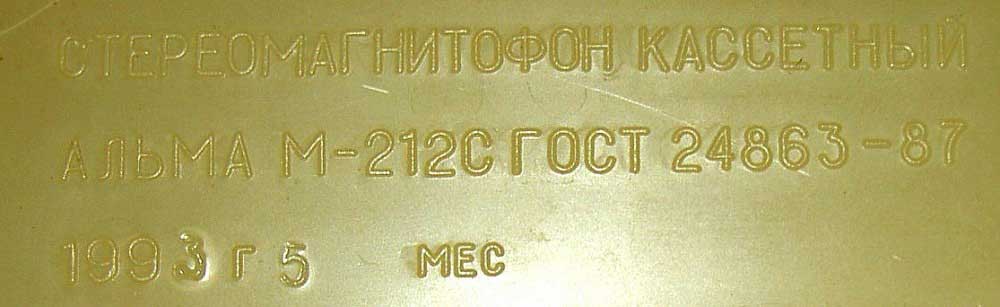 СТЕРЕОМАГНИТОФОН КАССЕТНЫЙ
АЛЬМА М-212С ГОСТ 24863-87
1993 г 5 МЕС